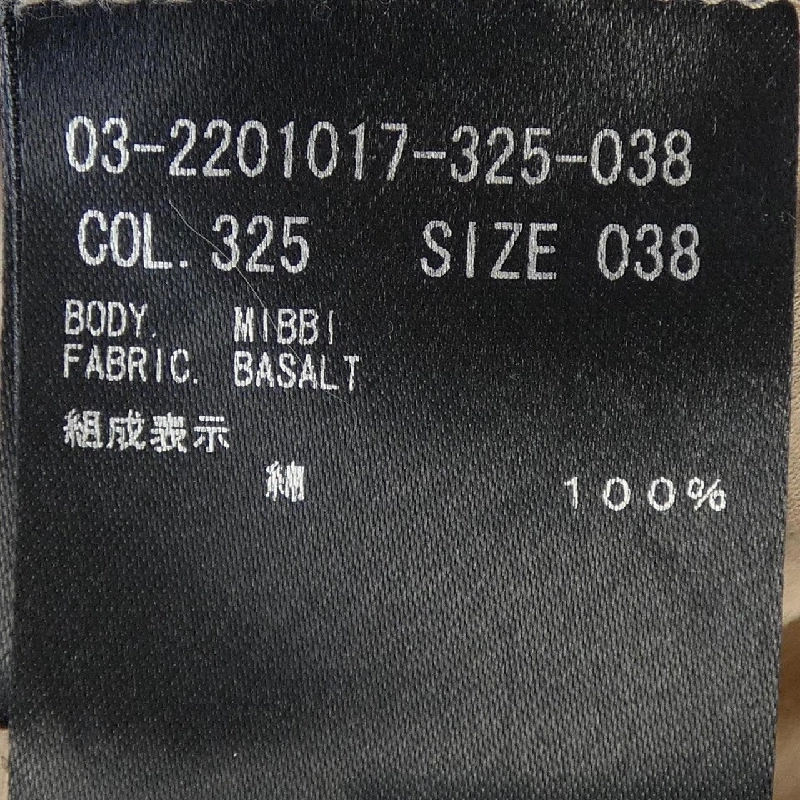 03-2201017-325-038
COL. 325 SIZE 038
BODY. MIBBI
FABRIC. BASALT
組成表示
綿 100%